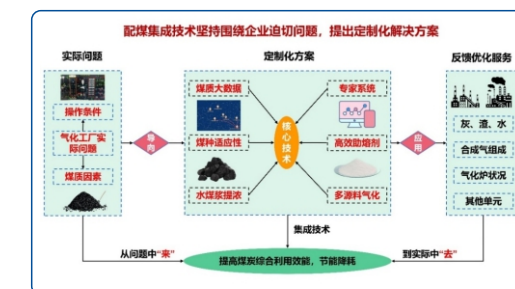 配煤集成技术坚持围绕企业迫切问题，提出定制化解决方案
实际问题
操作条件
气化工厂实
际问题
煤质因素
导向
定制化方案
煤质大数据
煤种适应性
水煤浆提浓
核心技术
专家系统
高效助熔剂
多源料气化
应用
反馈优化服务
灰、渣、水
合成气组成
气化炉状况
其他单元
集成技术
从问题中“来”
提高煤炭综合利用效能，节能降耗
到实际中“去”